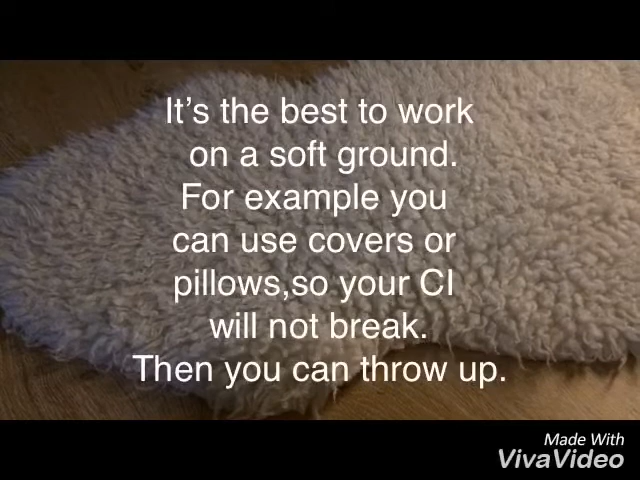 It's the best to work
on a soft ground.
For example you
can use covers or
pillows,so your CI
will not break.
Then you can throw up.
Made With
VivaVideo